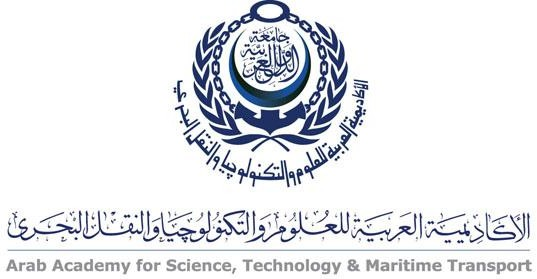 جامعة
الدول العربية
الأكاديمية العربية للعلوم والتكنولوجيا والنقل البحري
الأكاديمية العربية للعلوم والتكنولوجيا والنقل البحرى
Arab Academy for Science, Technology & Maritime Transport